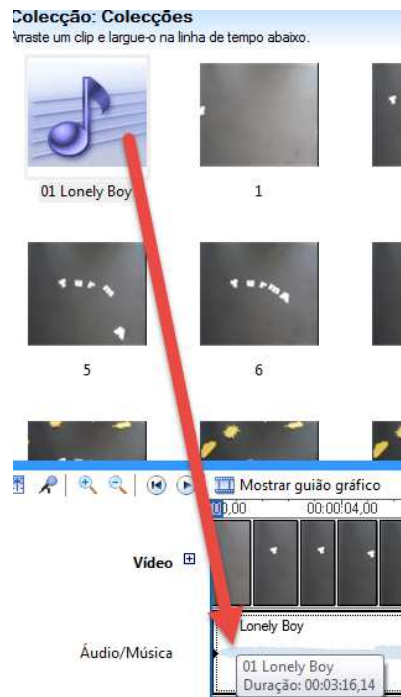 Colecção: Colecções
Arraste um clip e largue-o na linha de tempo abaixo.
01 Lonely Boy
1
5
6
Mostrar guião gráfico
0,00
00:00:04,00
Vídeo
Lonely Boy
Áudio/Música
01 Lonely Boy
Duração: 00:03:16,14